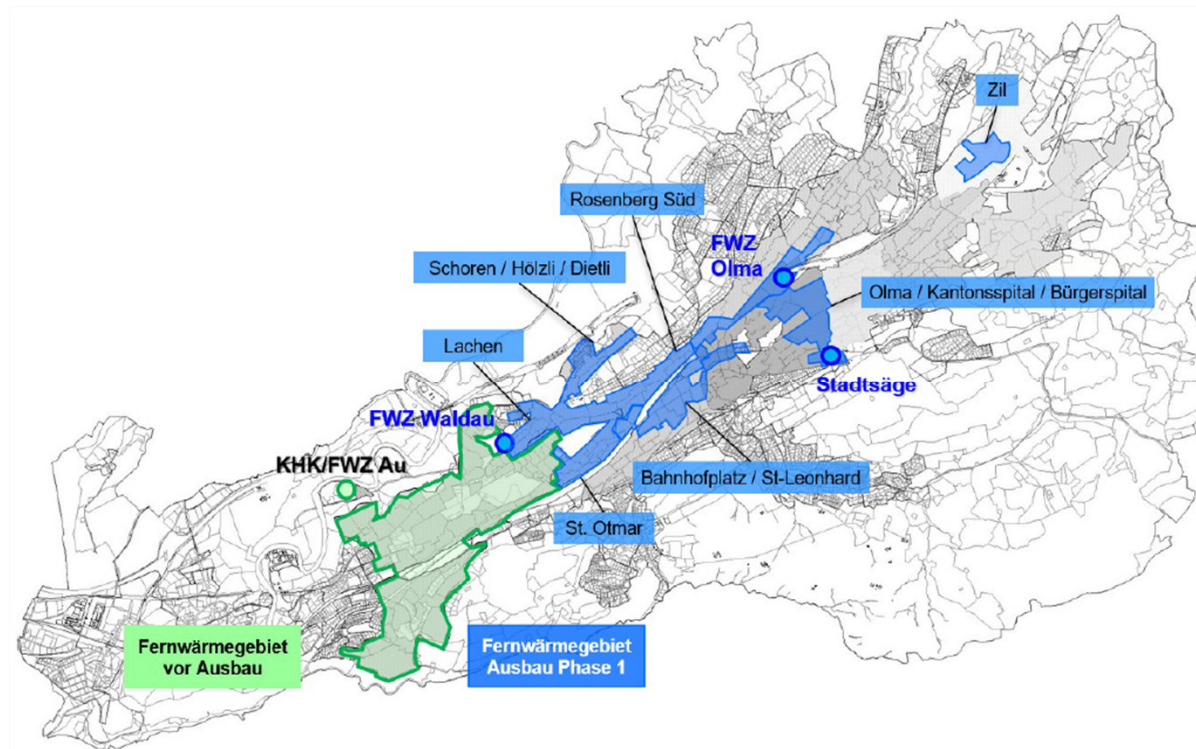 Zil
Rosenberg Süd
FWZ
Olma
Schoren / Hölzli / Dietli
Olma / Kantonsspital / Bürgerspital
Lachen
Stadtsäge
FWZ Waldau
KHK/FWZ Au
Bahnhofplatz / St-Leonhard
St. Otmar
Fernwärmegebiet
vor Ausbau
Fernwärmegebiet
Ausbau Phase 1